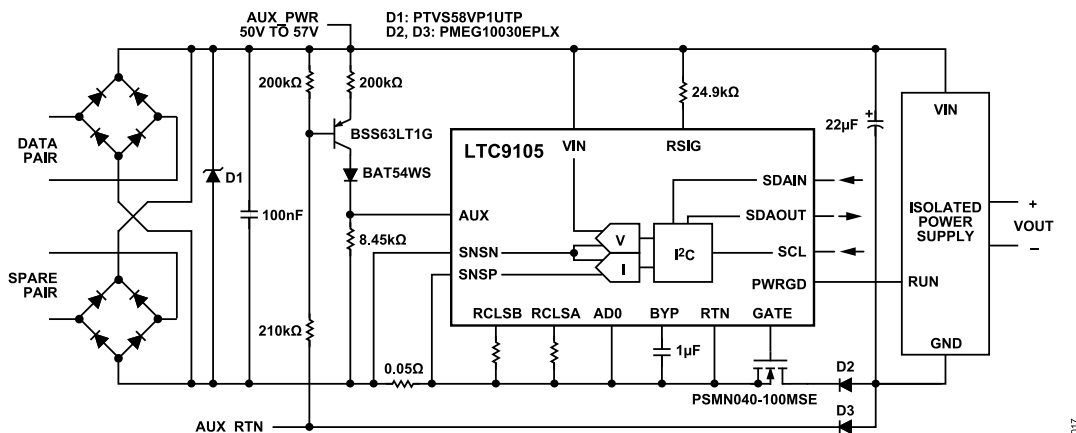 AUX_PWR
50V TO 57V
D1: PTVS58VP1UTP
D2, D3: PMEG10030EPLX
200kΩ
200kΩ
24.9kΩ
BSS63LT1G
22µF
+
VIN
DATA
PAIR
D1
BAT54WS
100nF
8.45kΩ
LTC9105
VIN
RSIG
AUX
SNSN
SNSP
V
I
I2C
SDAIN
SDAOUT
SCL
PWRGD
ISOLATED
POWER
SUPPLY
+
VOUT
–
RUN
SPARE
PAIR
210kΩ
RCLSB
RCLSA
AD0
BYP
RTN
GATE
GND
0.05Ω
1µF
D2
PSMN040-100MSE
D3
AUX_RTN
017